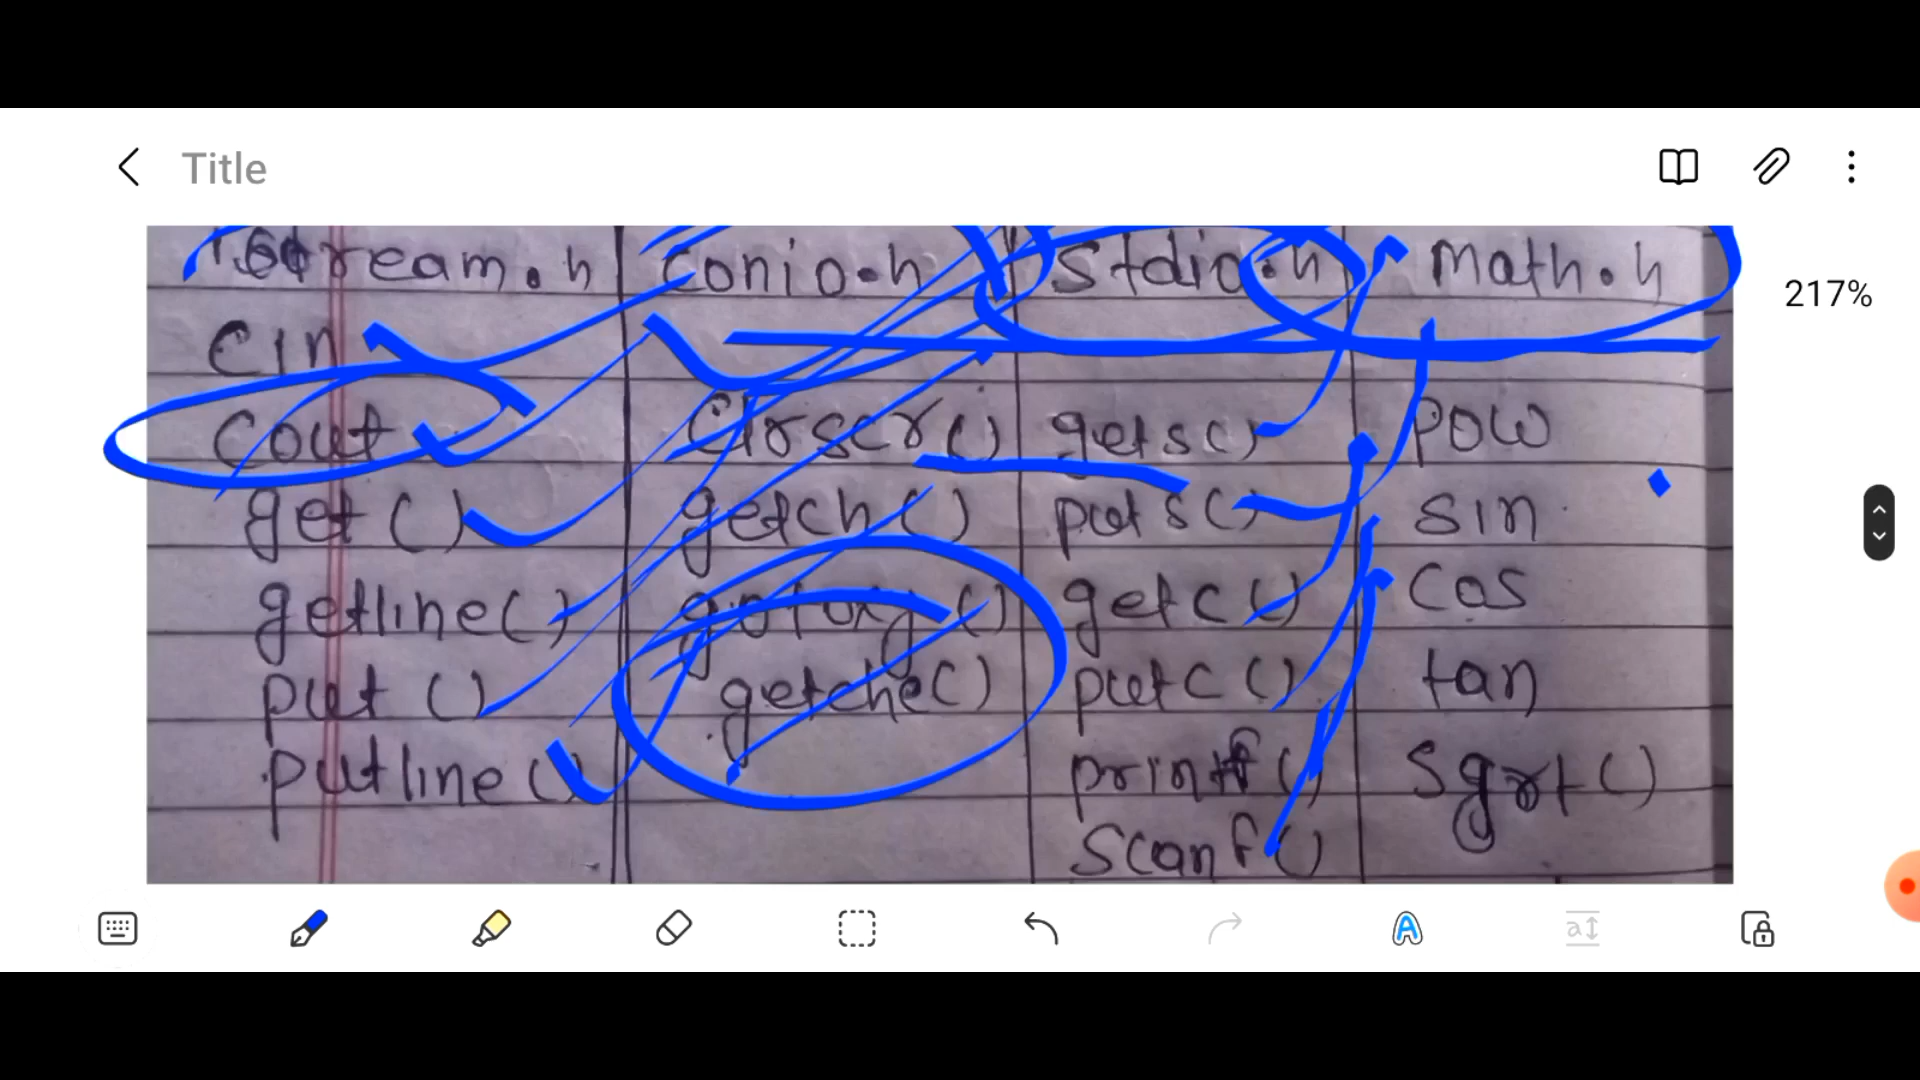 Title
217%
iostream.h conio.h stdio.h math.h
cin
cout clrscr() gets() pow
get() getch() puts() sin
getline() gotoxy() getc() cos
put() getche() putc() tan
putline() printf() sqrt()
scanf()